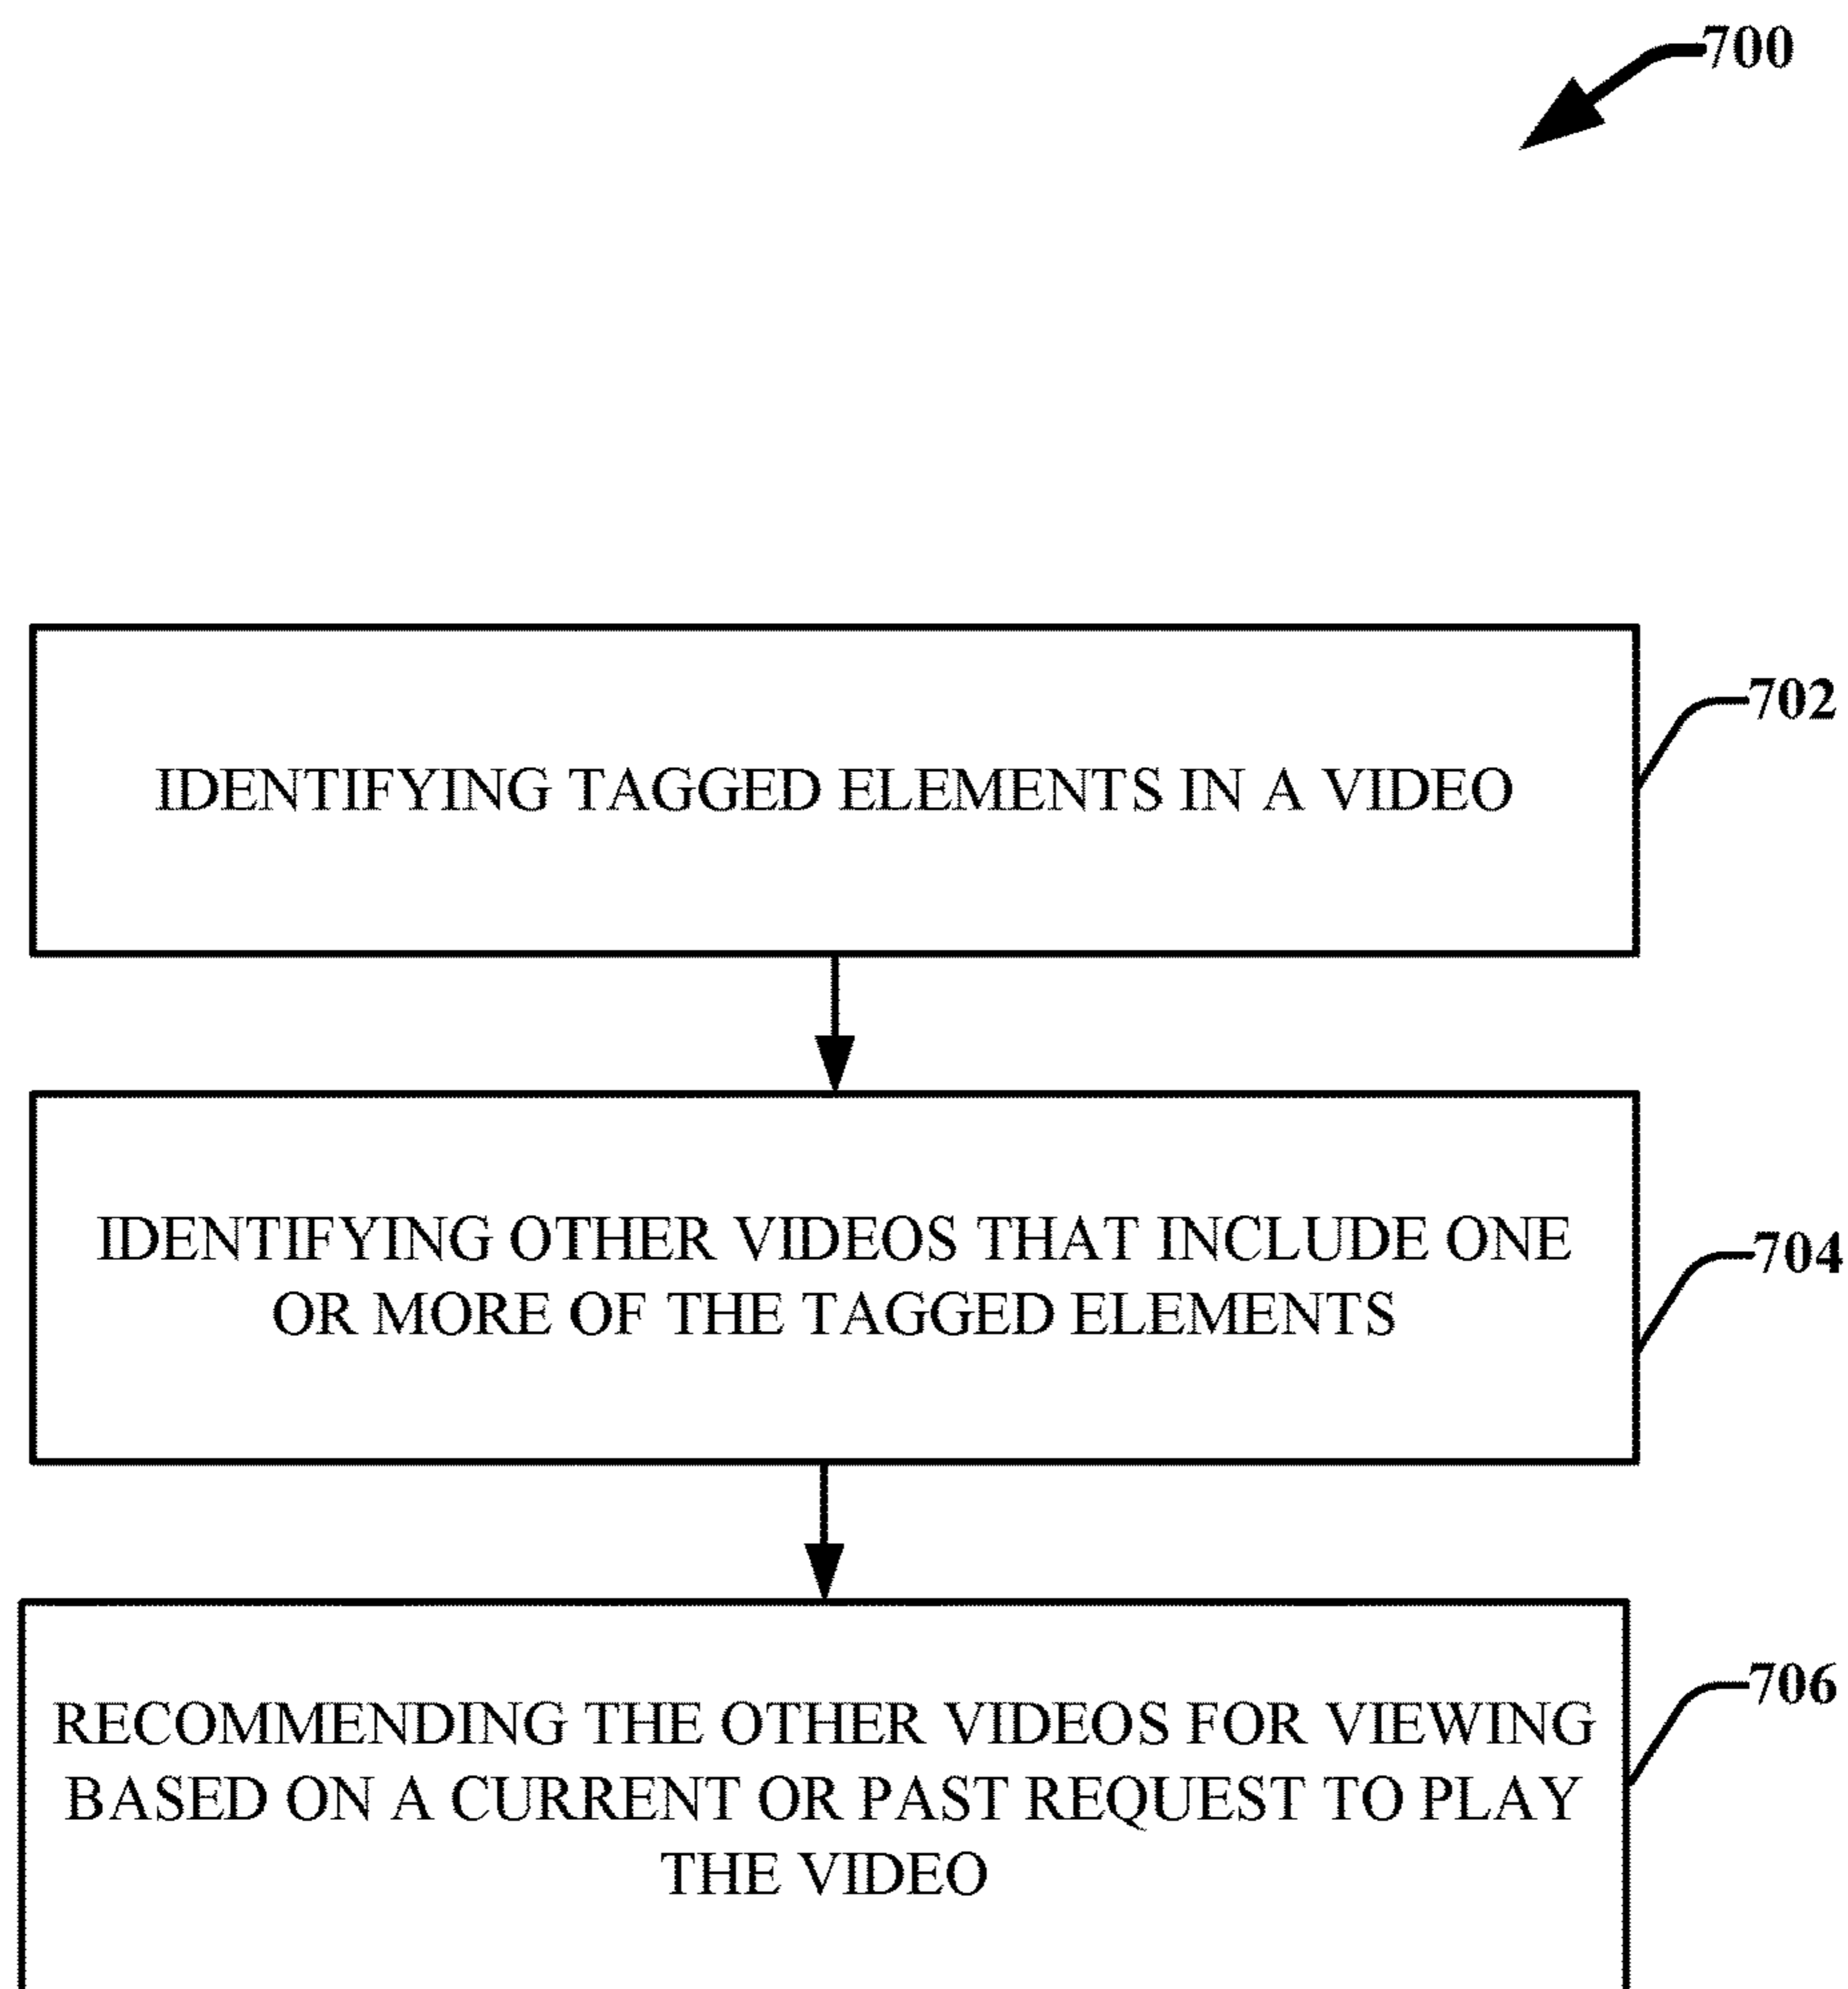 700
IDENTIFYING TAGGED ELEMENTS IN A VIDEO
702
IDENTIFYING OTHER VIDEOS THAT INCLUDE ONE
OR MORE OF THE TAGGED ELEMENTS
704
RECOMMENDING THE OTHER VIDEOS FOR VIEWING
BASED ON A CURRENT OR PAST REQUEST TO PLAY
THE VIDEO
706